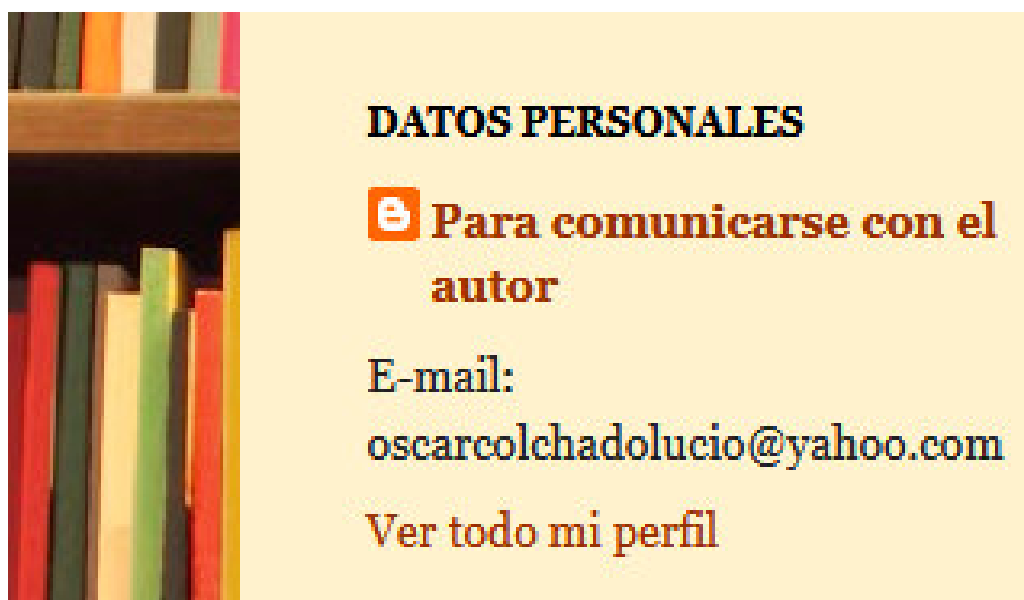 DATOS PERSONALES
Para comunicarse con el
autor
E-mail:
oscarcolchadolucio@yahoo.com
Ver todo mi perfil